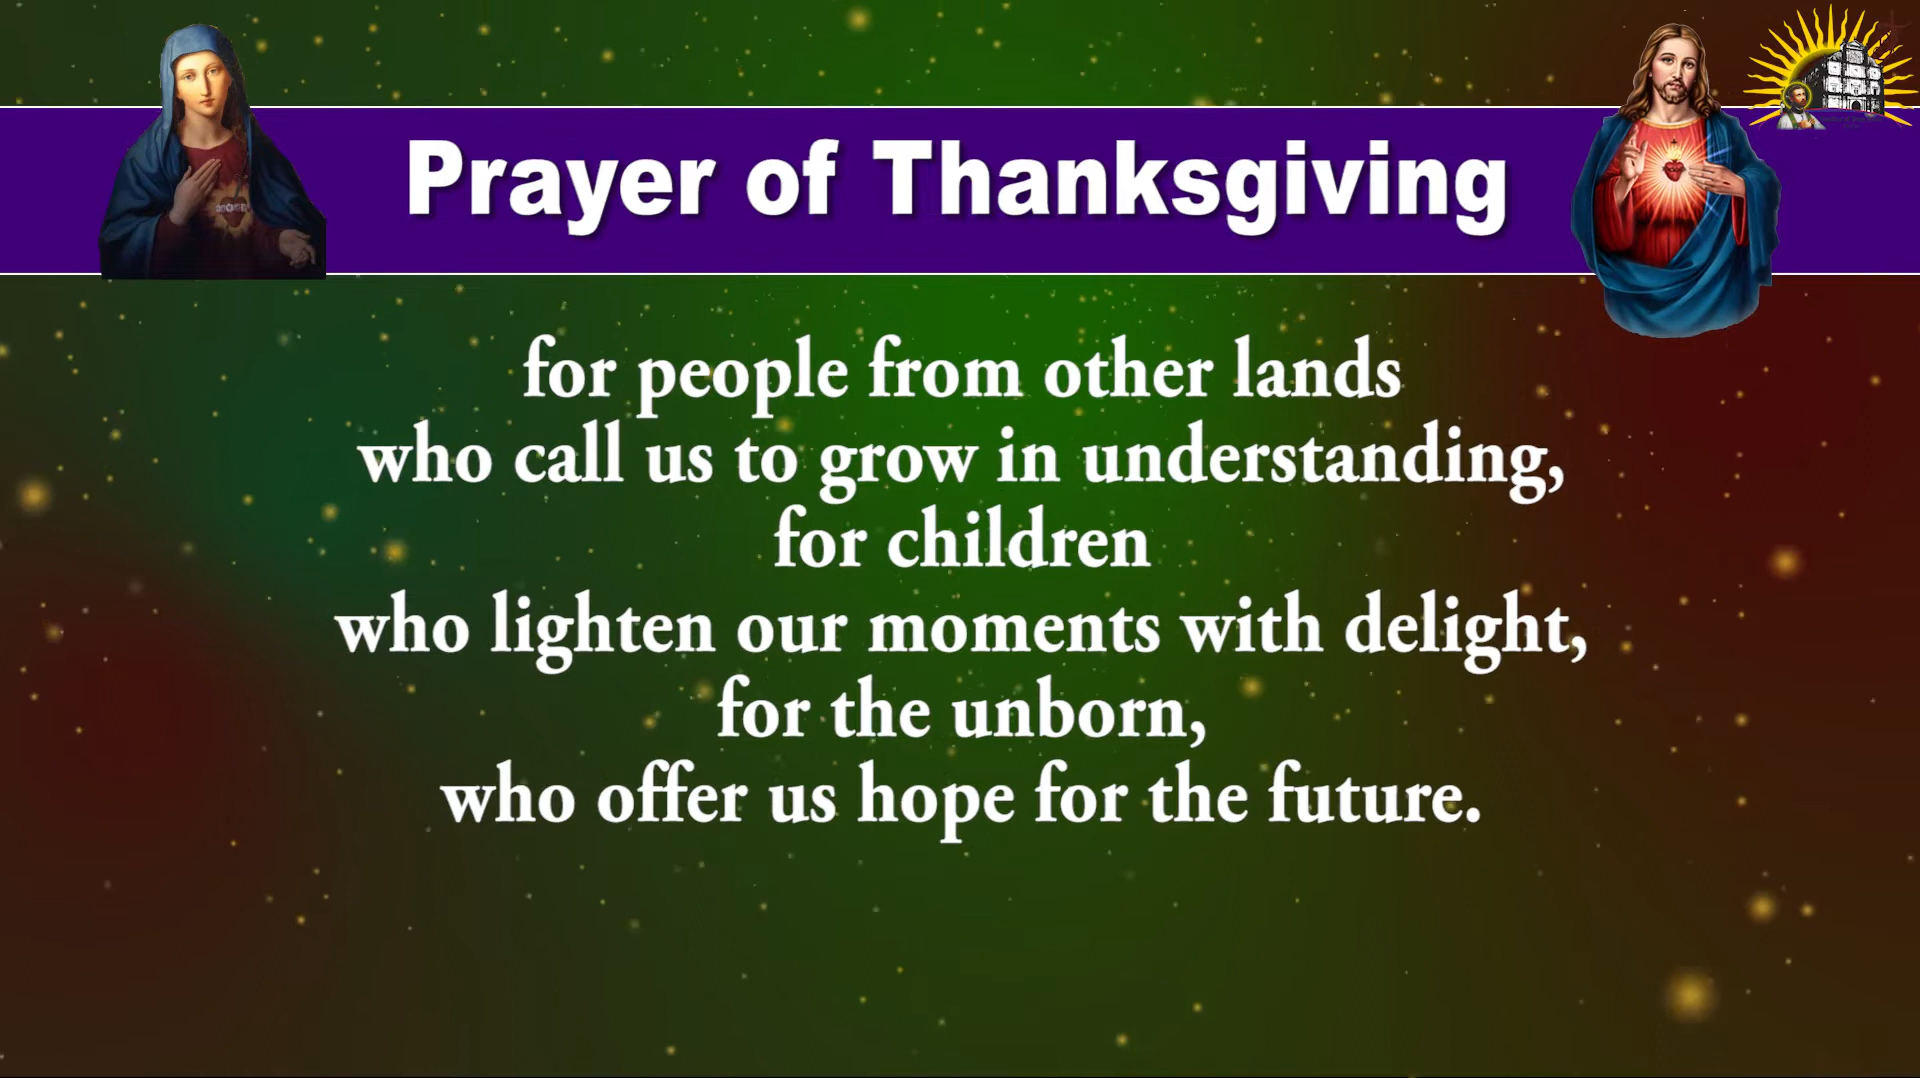 Prayer of Thanksgiving
for people from other lands
who call us to grow in understanding,
for children
who lighten our moments with delight,
for the unborn,
who offer us hope for the future.